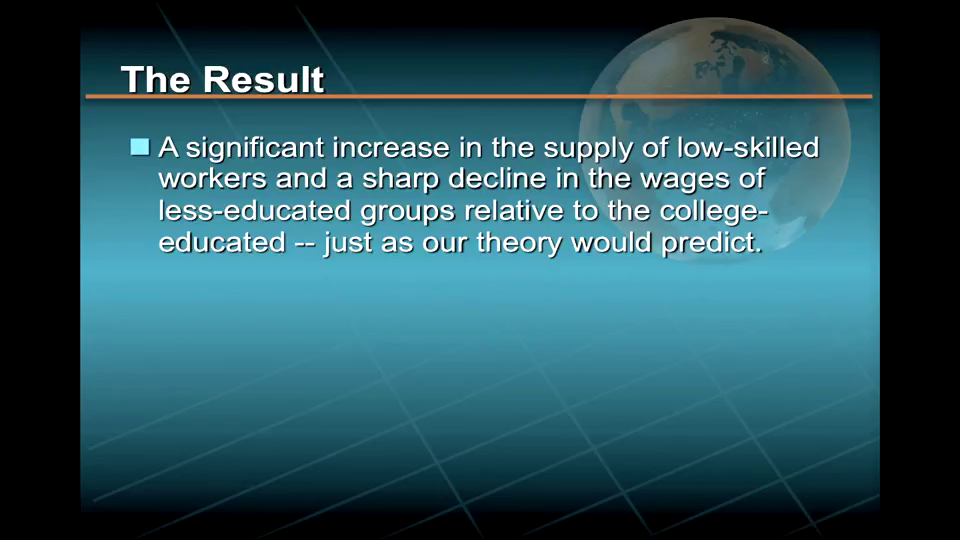 The Result
A significant increase in the supply of low-skilled
workers and a sharp decline in the wages of
less-educated groups relative to the college-
educated -- just as our theory would predict.